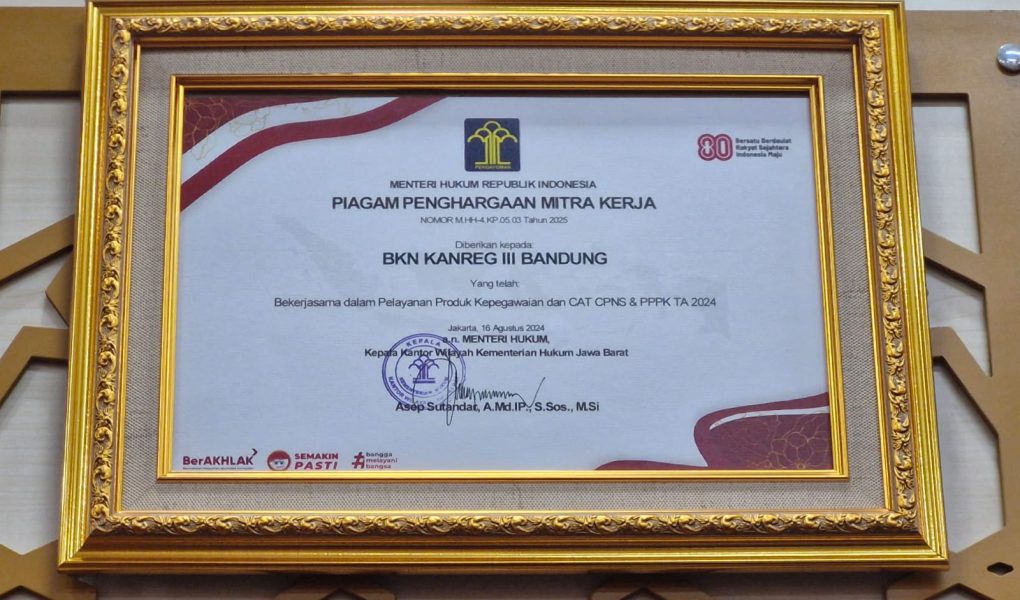 PENGAYOMAN
80
Bersatu Berdaulat
Rakyat Sejahtera
Indonesia Maju
MENTERI HUKUM REPUBLIK INDONESIA
PIAGAM PENGHARGAAN MITRA KERJA
NOMOR M.HH-4.KP.05.03 Tahun 2025
Diberikan kepada:
BKN KANREG III BANDUNG
Yang telah:
Bekerjasama dalam Pelayanan Produk Kepegawaian dan CAT CPNS & PPPK TA 2024
Jakarta, 16 Agustus 2024
a.n. MENTERI HUKUM,
Kepala Kantor Wilayah Kementerian Hukum Jawa Barat
KEPALA
Asep Sutandar, A.Md.IP., S.Sos., M.Si
BerAKHLAK
SEMAKIN
PASTI
#bangga
melayani
bangsa